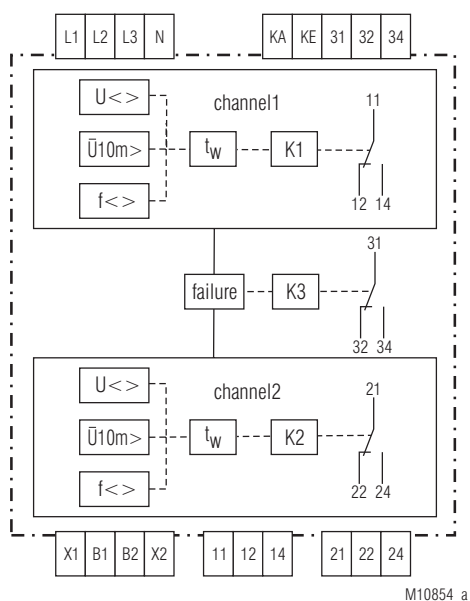 L1 L2 L3 N KA KE 31 32 34
U<>
channel1
11
Ū10m>
tW
K1
f<>
12 14
31
failure
K3
32 34
U<>
channel2
21
Ū10m>
tW
K2
f<>
22 24
X1 B1 B2 X2 11 12 14 21 22 24
M10854_a